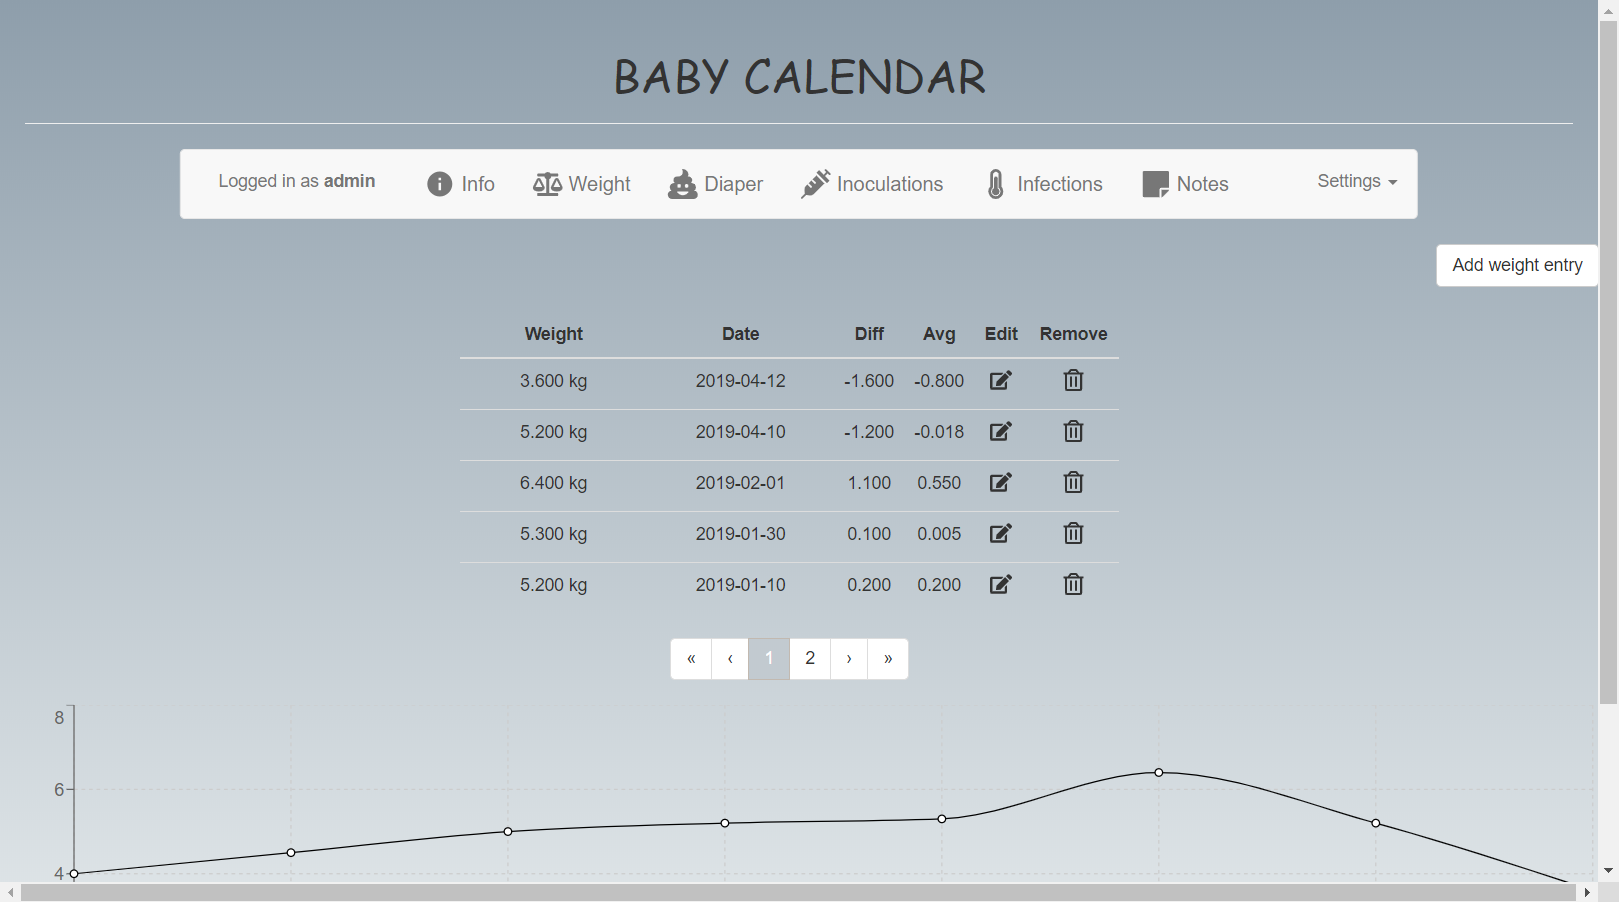 BABY CALENDAR
Logged in as admin Info Weight Diaper Inoculations Infections Notes Settings
Add weight entry
Weight Date Diff Avg Edit Remove
3.600 kg 2019-04-12 -1.600 -0.800
5.200 kg 2019-04-10 -1.200 -0.018
6.400 kg 2019-02-01 1.100 0.550
5.300 kg 2019-01-30 0.100 0.005
5.200 kg 2019-01-10 0.200 0.200
« ‹ 1 2 › »
8
6
4